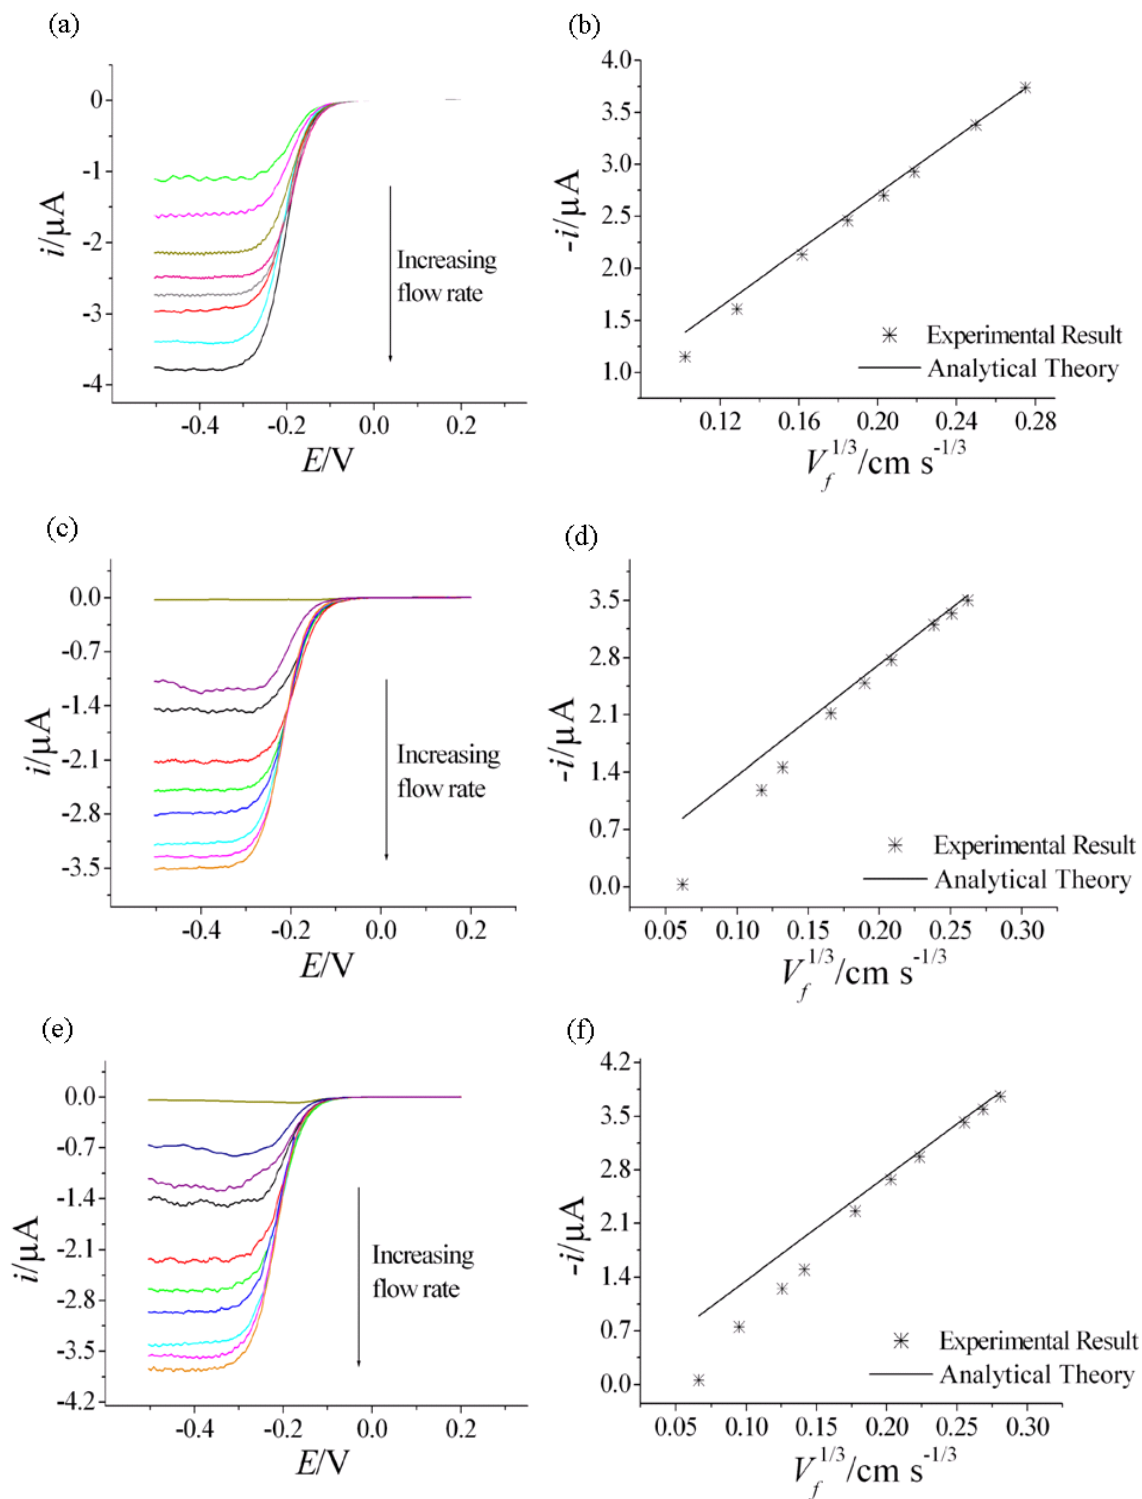 (a)
0
-1
-2
-3
-4
i/μA
Increasing
flow rate
-0.4
-0.2
0.0
0.2
E/V
(b)
4.0
3.5
3.0
2.5
2.0
1.5
1.0
-i/μA
Experimental Result
Analytical Theory
0.12
0.16
0.20
0.24
0.28
V_f^1/3/cm s^-1/3
(c)
0.0
-0.7
-1.4
-2.1
-2.8
-3.5
i/μA
Increasing
flow rate
-0.4
-0.2
0.0
0.2
E/V
(d)
3.5
2.8
2.1
1.4
0.7
0.0
-i/μA
Experimental Result
Analytical Theory
0.05
0.10
0.15
0.20
0.25
0.30
V_f^1/3/cm s^-1/3
(e)
0.0
-0.7
-1.4
-2.1
-2.8
-3.5
-4.2
i/μA
Increasing
flow rate
-0.4
-0.2
0.0
0.2
E/V
(f)
4.2
3.5
2.8
2.1
1.4
0.7
0.0
-i/μA
Experimental Result
Analytical Theory
0.05
0.10
0.15
0.20
0.25
0.30
V_f^1/3/cm s^-1/3